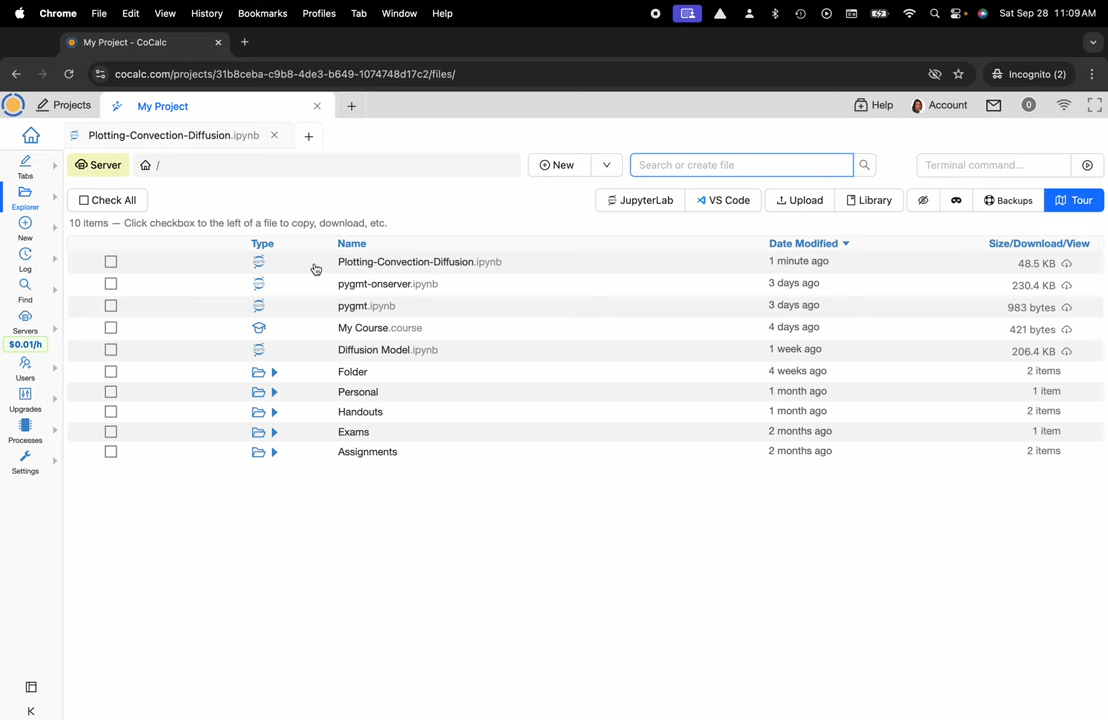 Chrome File Edit View History Bookmarks Profiles Tab Window Help Sat Sep 28 11:09 AM
My Project - CoCalc
cocalc.com/projects/31b8ceba-c9b8-4de3-b649-1074748d17c2/files/ Incognito (2)
Projects My Project Help Account 0
Plotting-Convection-Diffusion.ipynb
Server / New Search or create file Terminal command...
Check All JupyterLab VS Code Upload Library Backups Tour
10 items — Click checkbox to the left of a file to copy, download, etc.
Type Name Date Modified Size/Download/View
Plotting-Convection-Diffusion.ipynb 1 minute ago 48.5 KB
pygmt-onserver.ipynb 3 days ago 230.4 KB
pygmt.ipynb 3 days ago 983 bytes
My Course.course 4 days ago 421 bytes
Diffusion Model.ipynb 1 week ago 206.4 KB
Folder 4 weeks ago 2 items
Personal 1 month ago 1 item
Handouts 1 month ago 2 items
Exams 2 months ago 1 item
Assignments 2 months ago 2 items
Tabs
Explorer
New
Log
Find
Servers
$0.01/h
Users
Upgrades
Processes
Settings